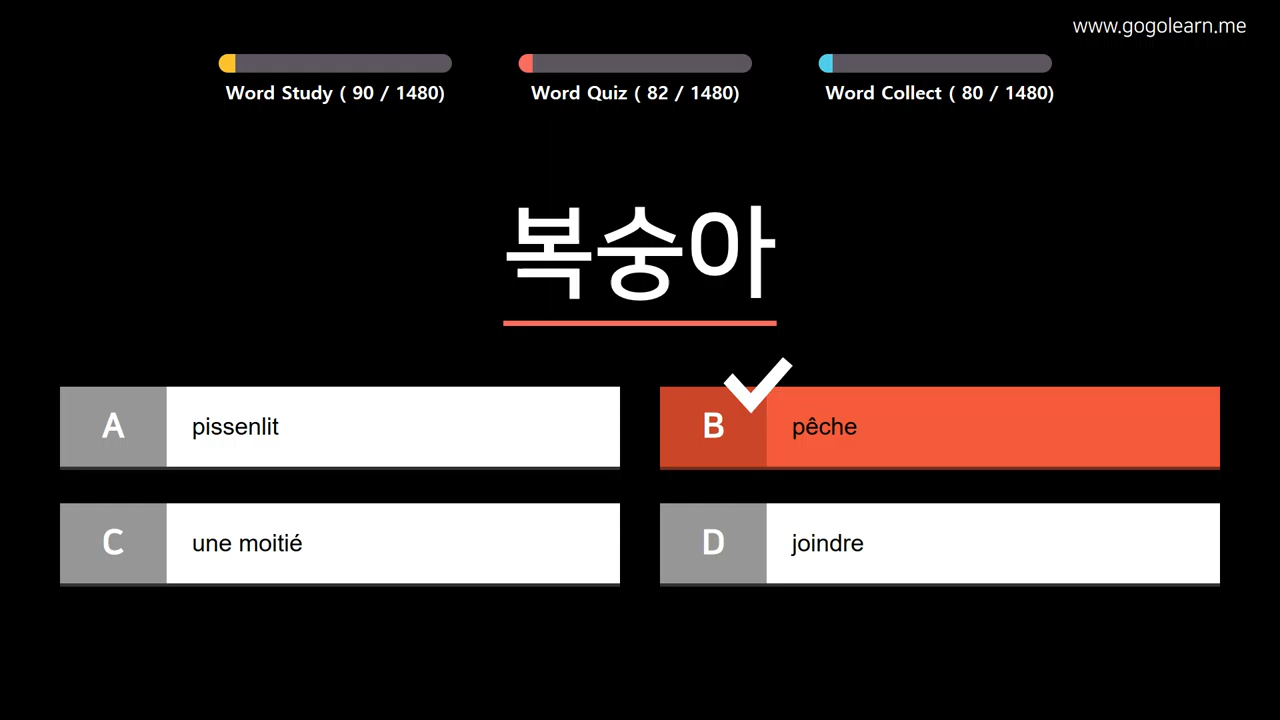 www.gogolearn.me
Word Study ( 90 / 1480)
Word Quiz ( 82 / 1480)
Word Collect ( 80 / 1480)
복숭아
A pissenlit
B pêche
C une moitié
D joindre